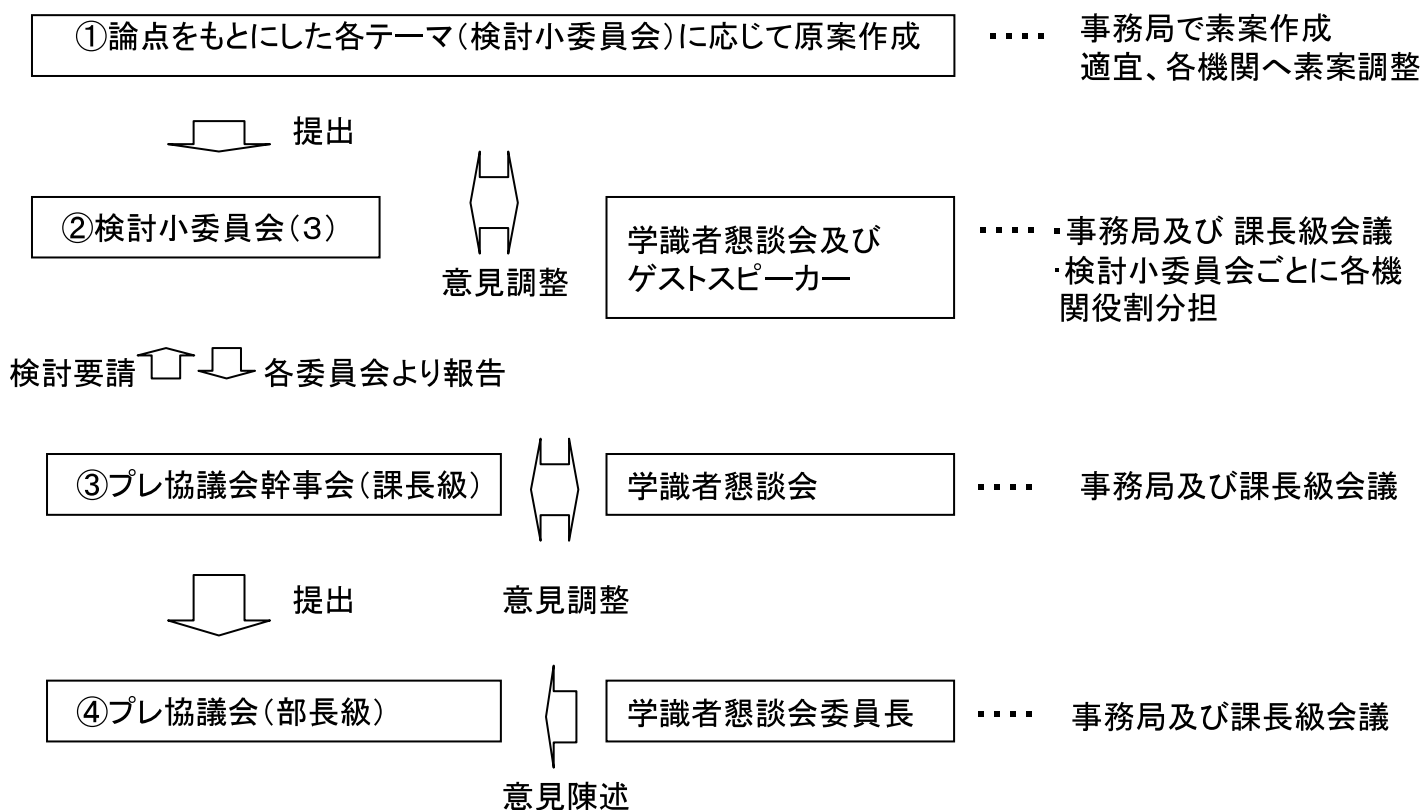 ①論点をもとにした各テーマ（検討小委員会）に応じて原案作成
‥‥ 事務局で素案作成
適宜、各機関へ素案調整
提出
②検討小委員会（３）
意見調整
学識者懇談会及び
ゲストスピーカー
‥‥ ・事務局及び 課長級会議
・検討小委員会ごとに各機
関役割分担
検討要請
各委員会より報告
③プレ協議会幹事会（課長級）
学識者懇談会
‥‥ 事務局及び課長級会議
提出
意見調整
④プレ協議会（部長級）
学識者懇談会委員長
‥‥ 事務局及び課長級会議
意見陳述